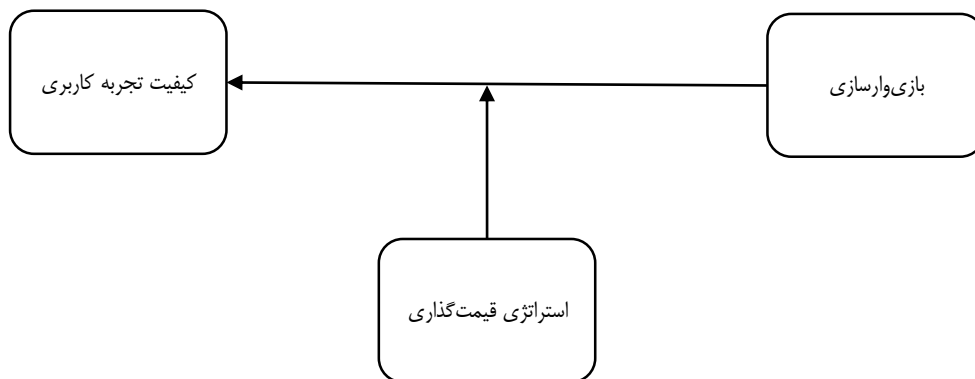 بازی‌وارسازی
کیفیت تجربه کاربری
استراتژی قیمت‌گذاری